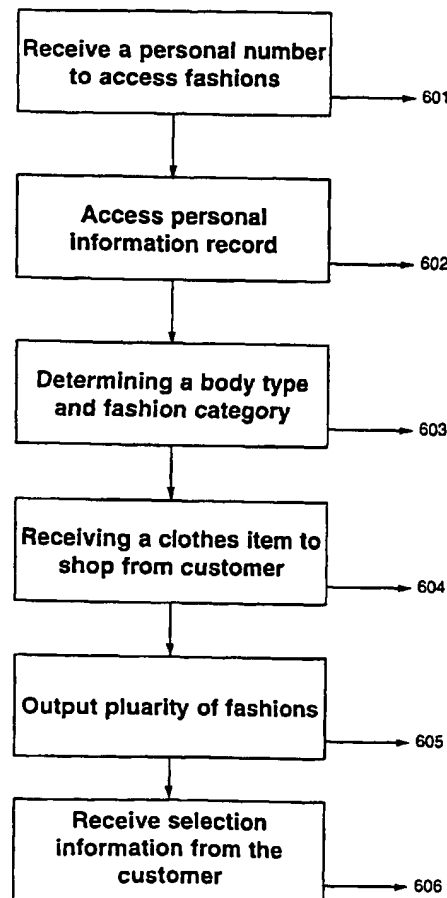 Receive a personal number
to access fashions
601
Access personal
information record
602
Determining a body type
and fashion category
603
Receiving a clothes item to
shop from customer
604
Output pluarity of fashions
605
Receive selection
information from the
customer
606